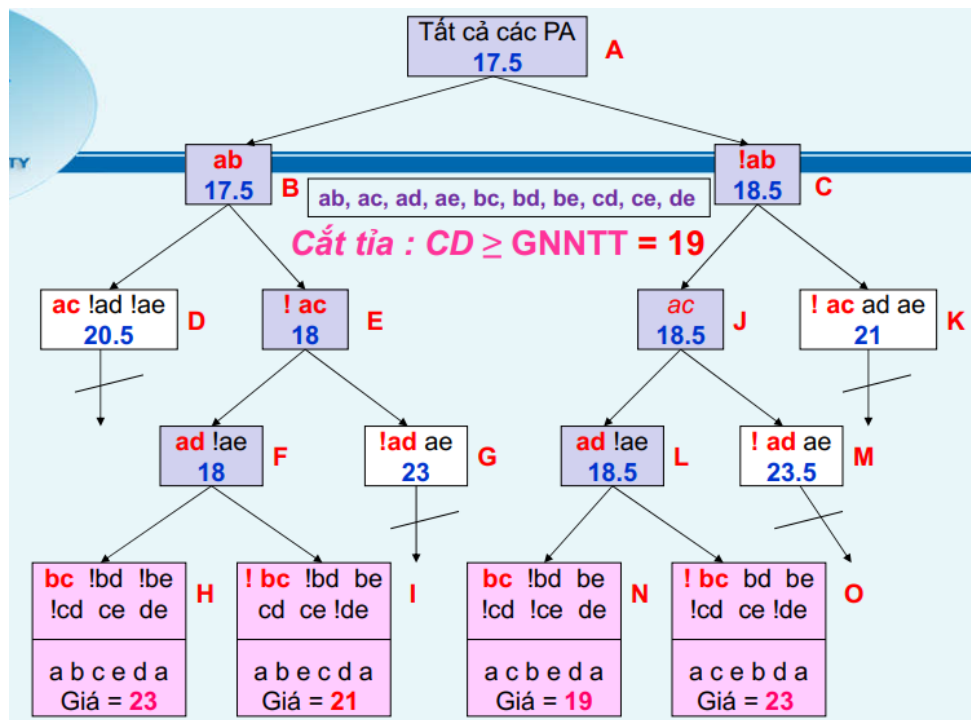 Tất cả các PA
17.5
A
TY
ab
17.5
B
!ab
18.5
C
ab, ac, ad, ae, bc, bd, be, cd, ce, de
Cắt tỉa : CD ≥ GNNTT = 19
ac !ad !ae
20.5
D
! ac
18
E
ac
18.5
J
! ac ad ae
21
K
ad !ae
18
F
!ad ae
23
G
ad !ae
18.5
L
! ad ae
23.5
M
bc !bd !be
!cd ce de
H
a b c e d a
Giá = 23
! bc !bd be
cd ce !de
I
a b e c d a
Giá = 21
bc !bd be
!cd !ce de
N
a c b e d a
Giá = 19
! bc bd be
!cd ce !de
O
a c e b d a
Giá = 23